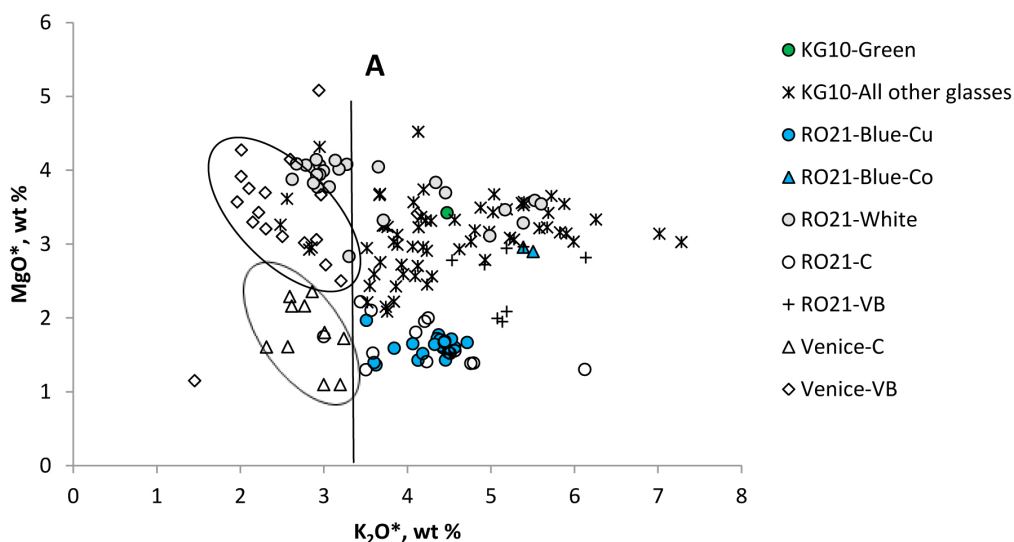 6
5
4
3
2
1
0
MgO*, wt %
A
0 1 2 3 4 5 6 7 8
K₂O*, wt %
KG10-Green
KG10-All other glasses
RO21-Blue-Cu
RO21-Blue-Co
RO21-White
RO21-C
RO21-VB
Venice-C
Venice-VB